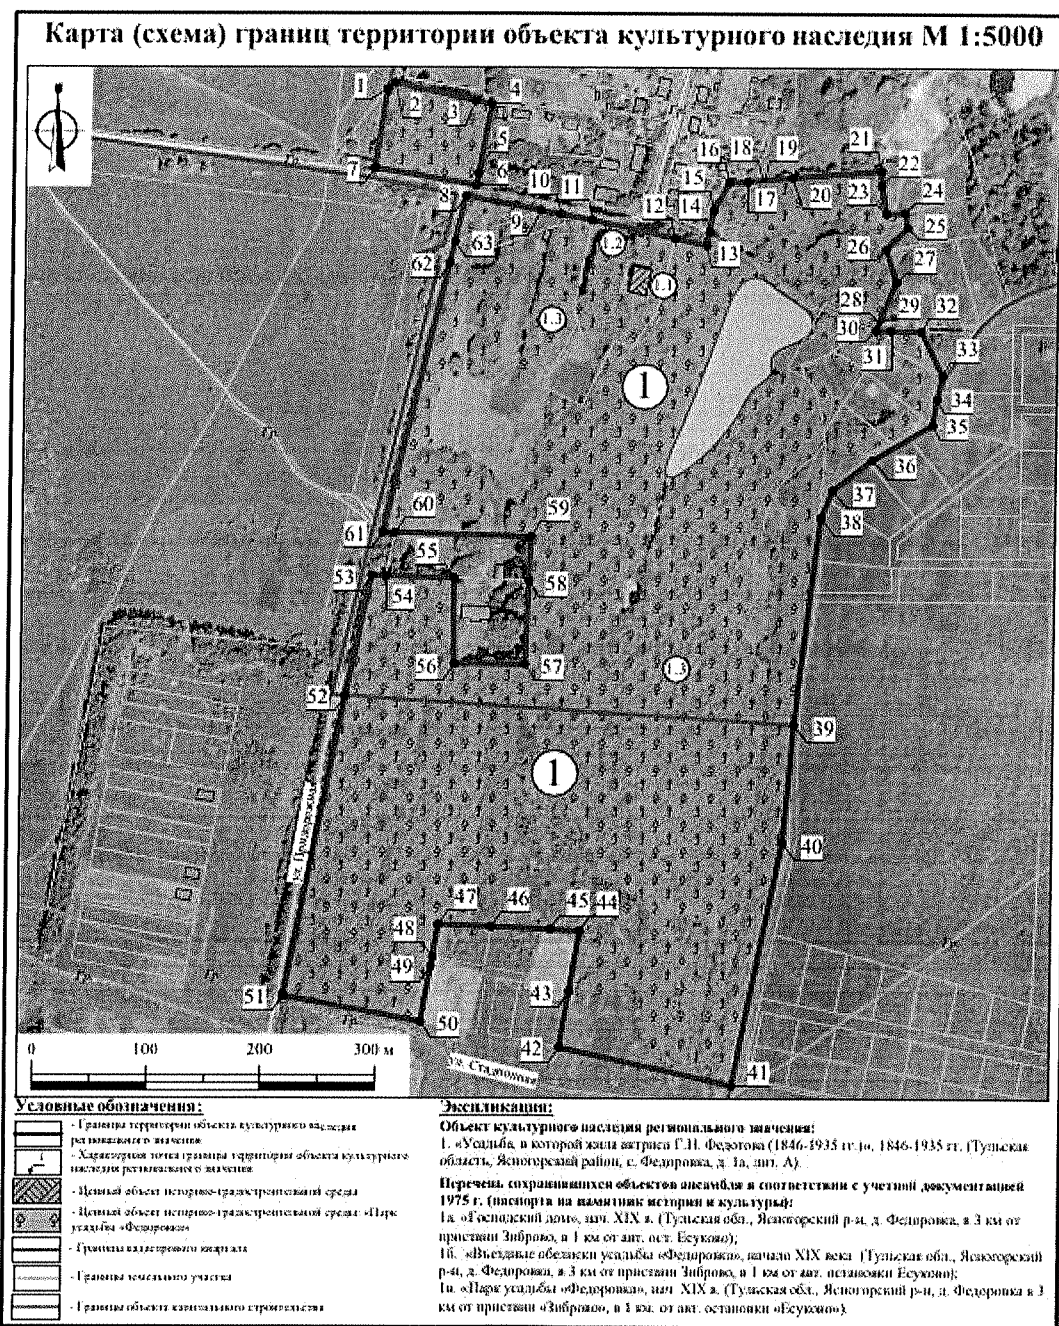 Карта (схема) границ территории объекта культурного наследия М 1:5000
1
2
3
4
5
6
7
8
9
10
11
12
13
14
15
16
17
18
19
20
21
22
23
24
25
26
27
28
29
30
31
32
33
34
35
36
37
38
39
40
41
42
43
44
45
46
47
48
49
50
51
52
53
54
55
56
57
58
59
60
61
62
63
1.2
1.1
1.3
1
1.3
1
Гр.
Гр.
Гр.
Гр.
Гр.
Гр.
ул. Придорожная
ул. Стадионная
0 100 200 300 м
Условные обозначения:
- Границы территории объекта культурного наследия
регионального значения
- Характерная точка границы территории объекта культурного
наследия регионального значения
- Ценный объект историко-градостроительной среды
- Ценный объект историко-градостроительной среды: «Парк
усадьбы «Федоровка»
- Границы кадастрового квартала
- Границы земельного участка
- Границы объекта капитального строительства
Экспликация:
Объект культурного наследия регионального значения:
1. «Усадьба, в которой жила актриса Г.Н. Федотова (1846-1935 гг.)», 1846-1935 гг. (Тульская
область, Ясногорский район, с. Федоровка, д. 1а, лит. А).
Перечень сохранившихся объектов ансамбля в соответствии с учетной документацией
1975 г. (паспорта на памятник истории и культуры):
1а. «Господский дом», нач. XIX в. (Тульская обл., Ясногорский р-н, д. Федоровка, в 3 км от
пристани Зиброво, в 1 км от авт. ост. Есуково);
1б. «Въездные обелиски усадьбы «Федоровка», начало XIX века (Тульская обл., Ясногорский
р-н, д. Федоровка, в 3 км от пристани Зиброво, в 1 км от авт. остановки Есуково);
1в. «Парк усадьбы «Федоровка», нач. XIX в. (Тульская обл., Ясногорский р-н, д. Федоровка в 3
км от пристани «Зиброво», в 1 км. от авт. остановки «Есуково»).